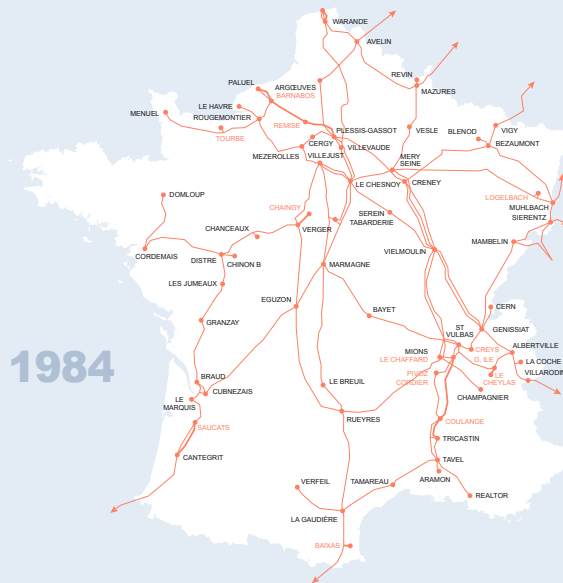 WARANDE
AVELIN
REVIN
MAZURES
ARGŒUVES
PALUEL
BARNABOS
LE HAVRE
MENUEL
ROUGEMONTIER
TOURBE
REMISE
PLESSIS-GASSOT
CERGY
VILLEVAUDE
MEZEROLLES
VILLEJUST
VESLE
BLENOD
VIGY
BEZAUMONT
MERY
SEINE
LE CHESNOY
CRENEY
LOGELBACH
MUHLBACH
SIERENTZ
DOMLOUP
CHAINGY
CHANCEAUX
VERGER
SEREIN
TABARDERIE
MAMBELIN
CORDEMAIS
DISTRE
CHINON B
MARMAGNE
VIELMOULIN
LES JUMEAUX
EGUZON
BAYET
CERN
GRANZAY
ST
VULBAS
GENISSIAT
1984
MIONS
LE CHAFFARD
CREYS
G. ILE
ALBERTVILLE
LA COCHE
PIVOZ
CORDIER
LE
CHEYLAS
VILLARODIN
BRAUD
CUBNEZAIS
LE BREUIL
CHAMPAGNIER
LE
MARQUIS
RUEYRES
COULANGE
SAUCATS
TRICASTIN
CANTEGRIT
TAVEL
VERFEIL
TAMAREAU
ARAMON
REALTOR
LA GAUDIÈRE
BAIXAS